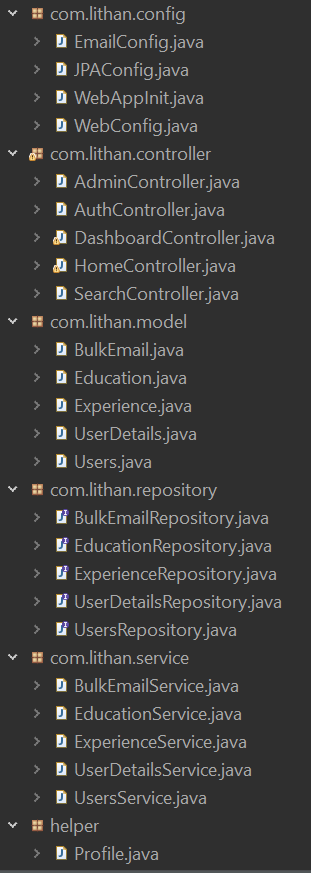 com.lithan.config
EmailConfig.java
JPAConfig.java
WebAppInit.java
WebConfig.java
com.lithan.controller
AdminController.java
AuthController.java
DashboardController.java
HomeController.java
SearchController.java
com.lithan.model
BulkEmail.java
Education.java
Experience.java
UserDetails.java
Users.java
com.lithan.repository
BulkEmailRepository.java
EducationRepository.java
ExperienceRepository.java
UserDetailsRepository.java
UsersRepository.java
com.lithan.service
BulkEmailService.java
EducationService.java
ExperienceService.java
UserDetailsService.java
UsersService.java
helper
Profile.java